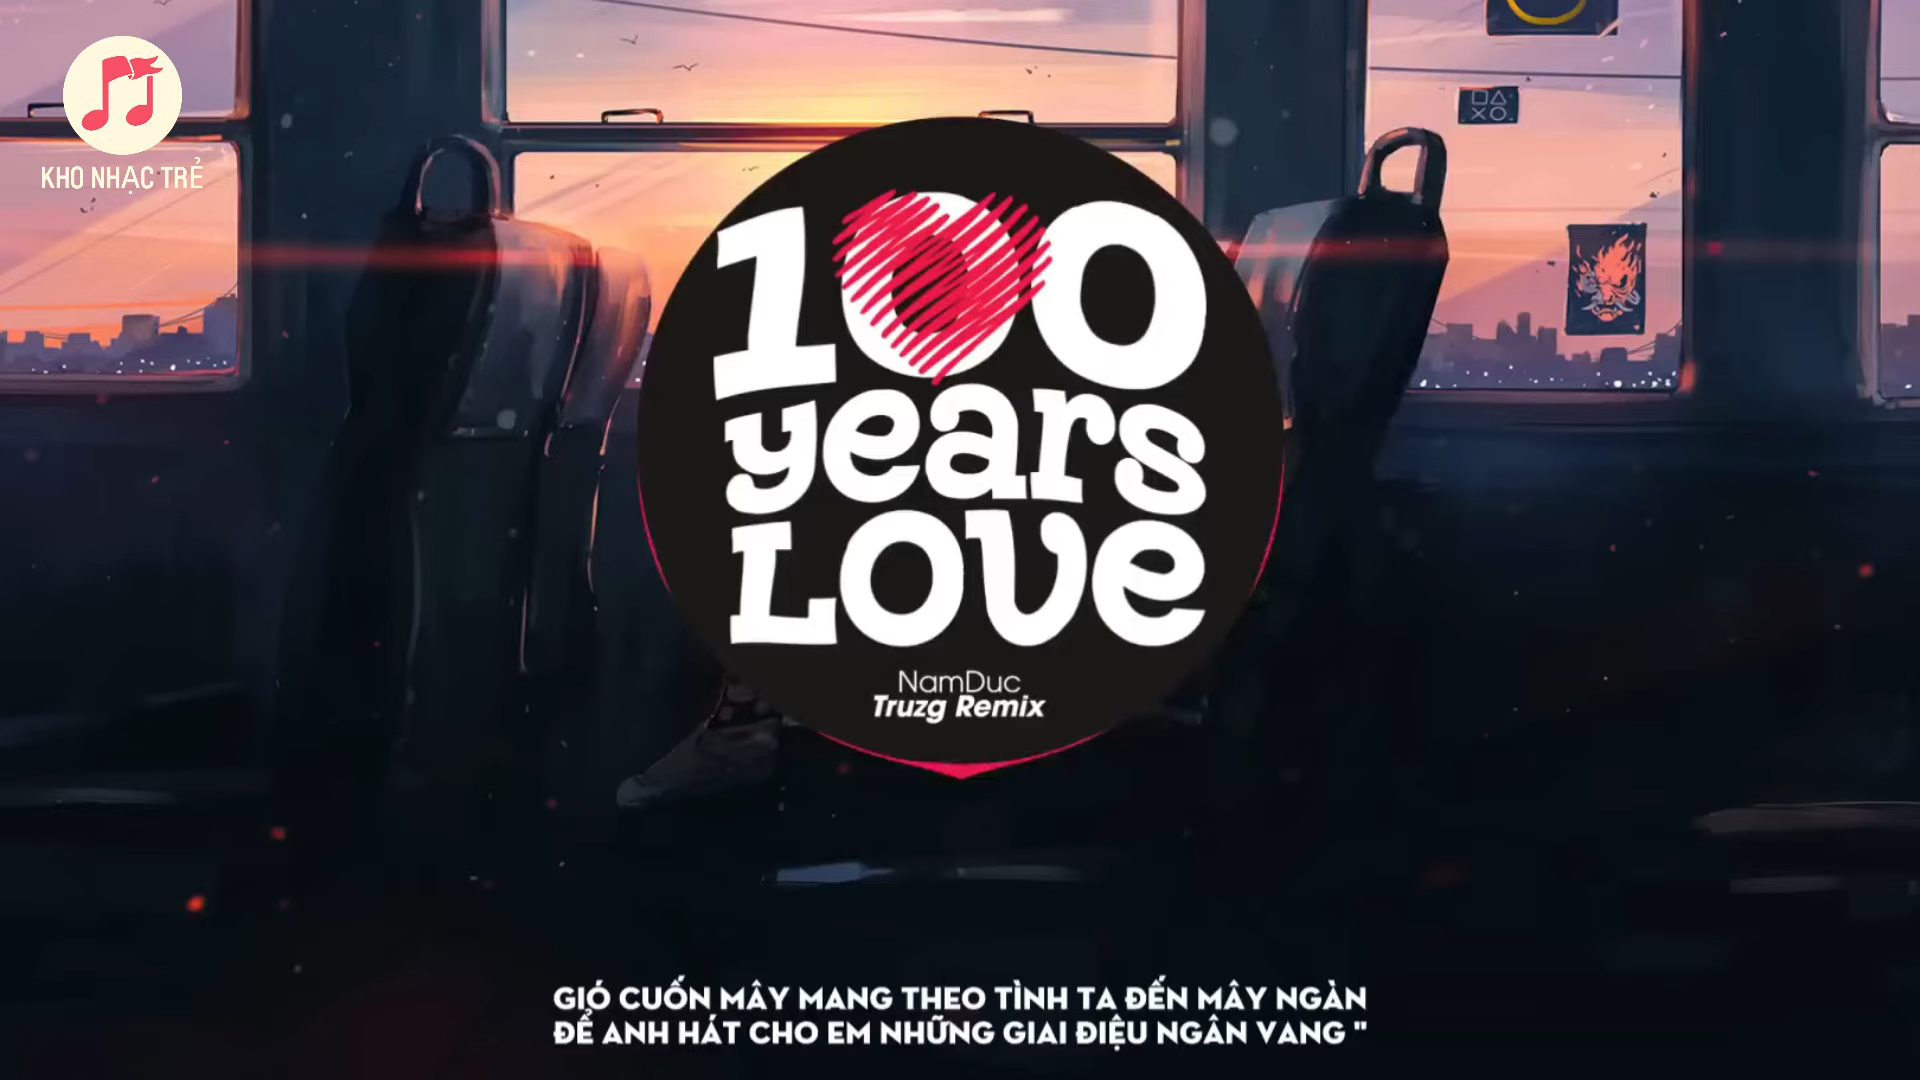 KHO NHẠC TRẺ
100
years
LOVE
NamDuc
Truzg Remix
GIÓ CUỐN MÂY MANG THEO TÌNH TA ĐẾN MÂY NGÀN
ĐỂ ANH HÁT CHO EM NHỮNG GIAI ĐIỆU NGÂN VANG "